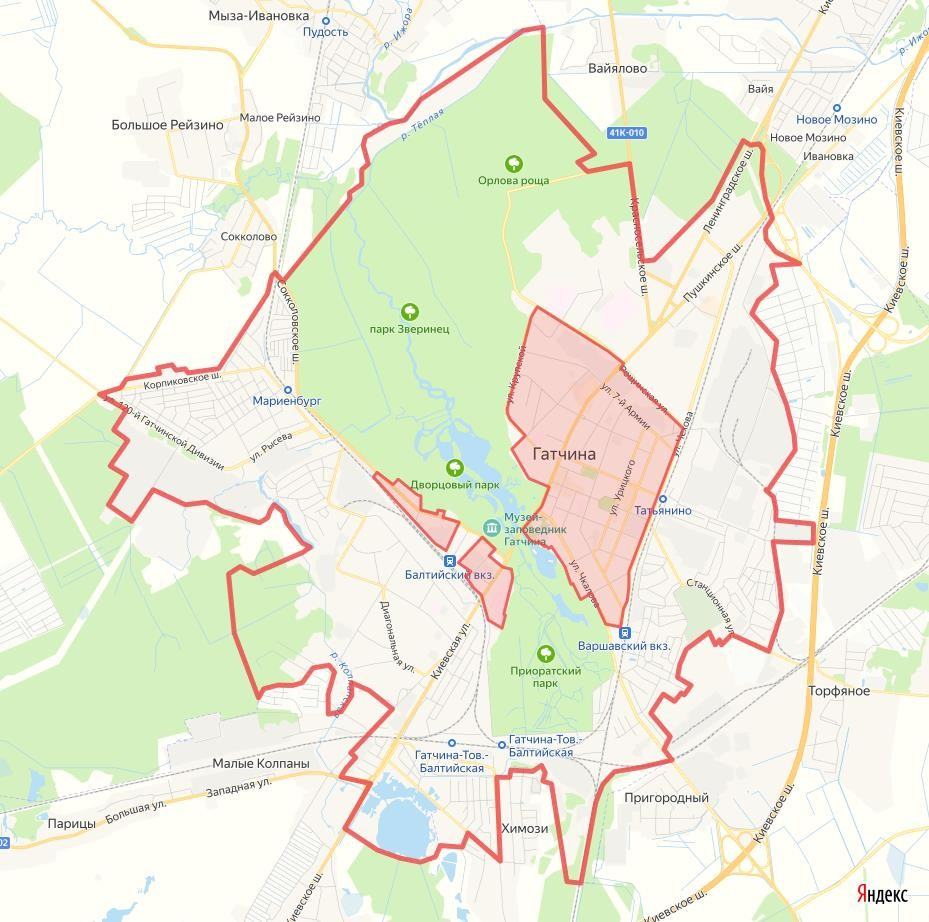 Мыза-Ивановка
Пудость
р. Ижора
Вайялово
Вайя
р. Ижора
Большое Рейзино
Малое Рейзино
р. Тёплая
41К-010
Новое Мозино
Новое Мозино
Ивановка
Киевское ш.
Орлова роща
Ленинградское ш.
Красносельское ш.
Сокколово
Пушкинское ш.
Киевское ш.
Сокколовское ш.
парк Зверинец
ул. Крупской
Рощинская ул.
Корпиковское ш.
Мариенбург
ул. 120-й Гатчинской Дивизии
ул. 7-й Армии
ул. Чехова
Киевское ш.
ул. Рысева
Гатчина
ул. Урицкого
Дворцовый парк
Татьянино
Музей-
заповедник
Гатчина
Киевское ш.
Балтийский вкз.
ул. Чкалова
Станционная ул.
Диагональная ул.
Киевская ул.
Варшавский вкз.
Приоратский
парк
Торфяное
Гатчина-Тов.-
Балтийская
Гатчина-Тов.-
Балтийская
Малые Колпаны
Западная ул.
Большая ул.
Парицы
Пригородный
Химози
Киевское ш.
Киевское ш.
Киевское ш.
Яндекс